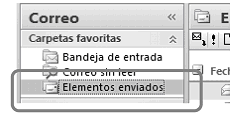 Correo «
Carpetas favoritas
Bandeja de entrada
Correo sin leer
Elementos enviados
E
Fech